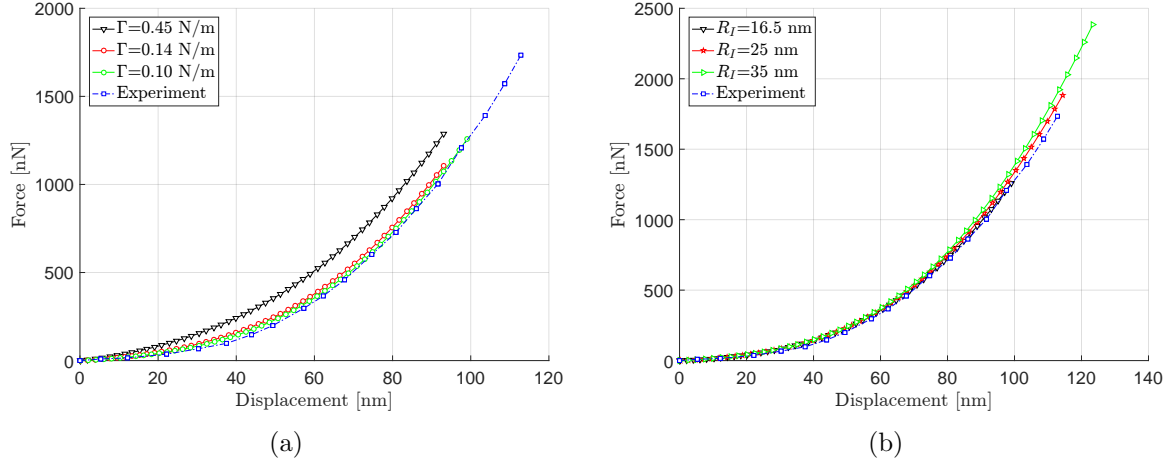 2000
1500
1000
500
0
Force [nN]
Γ=0.45 N/m
Γ=0.14 N/m
Γ=0.10 N/m
Experiment
0 20 40 60 80 100 120
Displacement [nm]
(a)
2500
2000
1500
1000
500
0
Force [nN]
R_I=16.5 nm
R_I=25 nm
R_I=35 nm
Experiment
0 20 40 60 80 100 120 140
Displacement [nm]
(b)